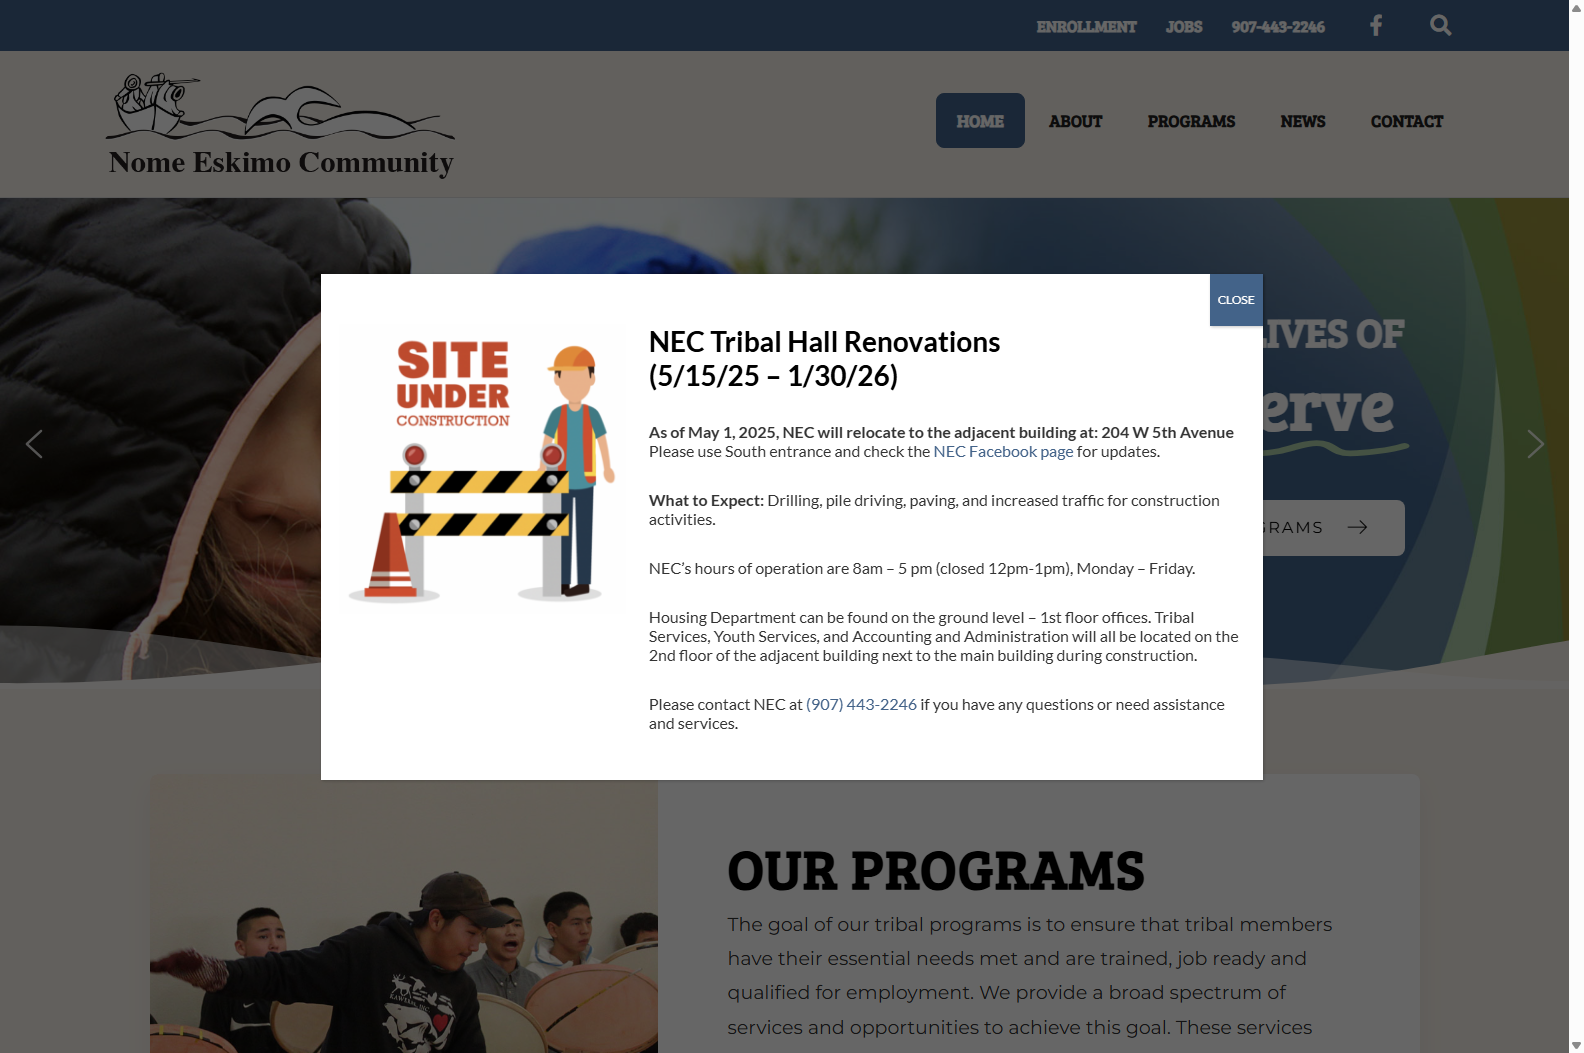 ENROLLMENT JOBS 907-443-2246
Nome Eskimo Community
HOME ABOUT PROGRAMS NEWS CONTACT
CLOSE
LIVES OF
erve
GRAMS
SITE
UNDER
CONSTRUCTION
NEC Tribal Hall Renovations
(5/15/25 – 1/30/26)
As of May 1, 2025, NEC will relocate to the adjacent building at: 204 W 5th Avenue
Please use South entrance and check the NEC Facebook page for updates.
What to Expect: Drilling, pile driving, paving, and increased traffic for construction
activities.
NEC’s hours of operation are 8am – 5 pm (closed 12pm-1pm), Monday – Friday.
Housing Department can be found on the ground level – 1st floor offices. Tribal
Services, Youth Services, and Accounting and Administration will all be located on the
2nd floor of the adjacent building next to the main building during construction.
Please contact NEC at (907) 443-2246 if you have any questions or need assistance
and services.
OUR PROGRAMS
The goal of our tribal programs is to ensure that tribal members
have their essential needs met and are trained, job ready and
qualified for employment. We provide a broad spectrum of
services and opportunities to achieve this goal. These services